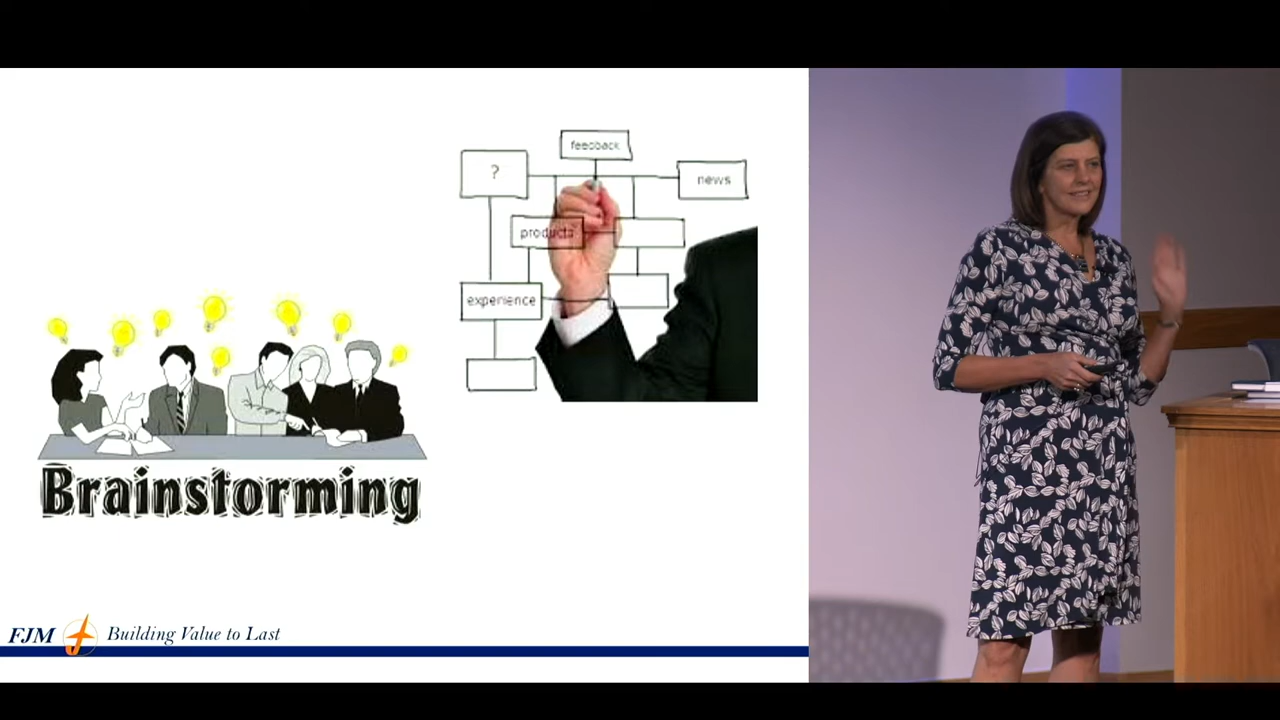 feedback
?
news
products
experience
Brainstorming
FJM Building Value to Last